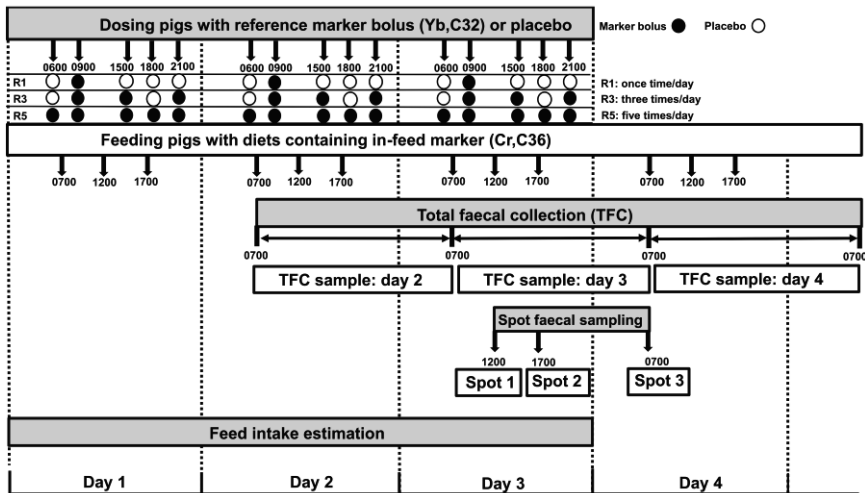 Dosing pigs with reference marker bolus (Yb,C32) or placebo
Marker bolus Placebo
0600 0900 1500 1800 2100 0600 0900 1500 1800 2100 0600 0900 1500 1800 2100
R1 R1: once time/day
R3 R3: three times/day
R5 R5: five times/day
Feeding pigs with diets containing in-feed marker (Cr,C36)
0700 1200 1700 0700 1200 1700 0700 1200 1700 0700 1200 1700
Total faecal collection (TFC)
0700 0700 0700 0700
TFC sample: day 2 TFC sample: day 3 TFC sample: day 4
Spot faecal sampling
1200 1700 0700
Spot 1 Spot 2 Spot 3
Feed intake estimation
Day 1 Day 2 Day 3 Day 4